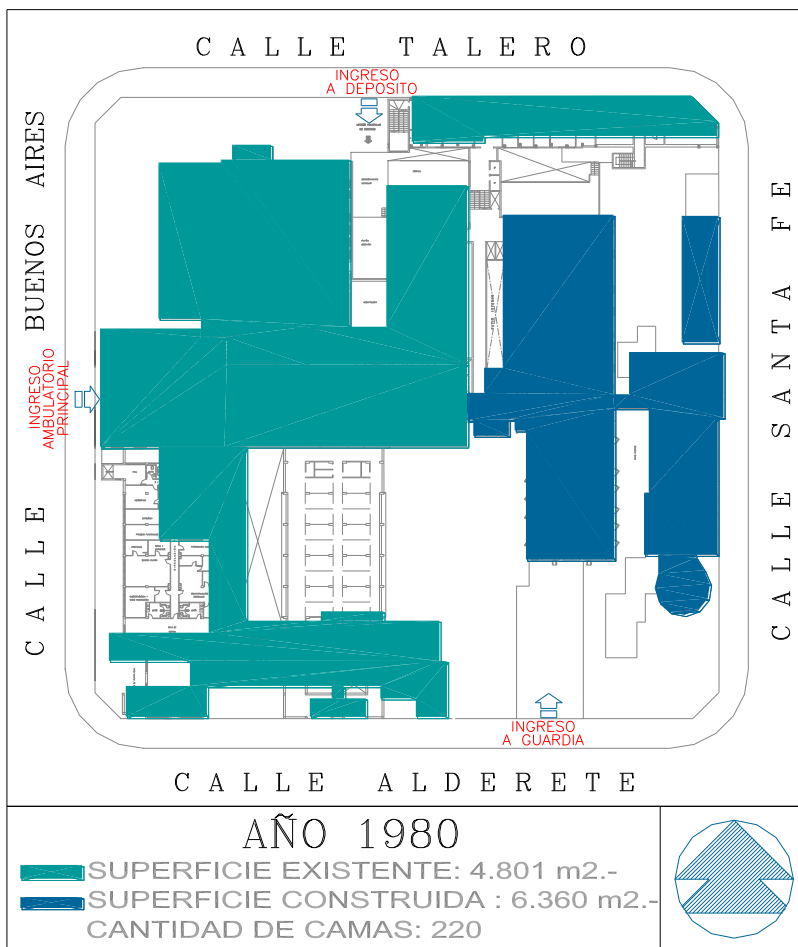 CALLE TALERO
INGRESO
A DEPOSITO
CALLE BUENOS AIRES
INGRESO
AMBULATORIO
PRINCIPAL
CALLE SANTA FE
INGRESO
A GUARDIA
CALLE ALDERETE
AÑO 1980
SUPERFICIE EXISTENTE: 4.801 m2.-
SUPERFICIE CONSTRUIDA : 6.360 m2.-
CANTIDAD DE CAMAS: 220